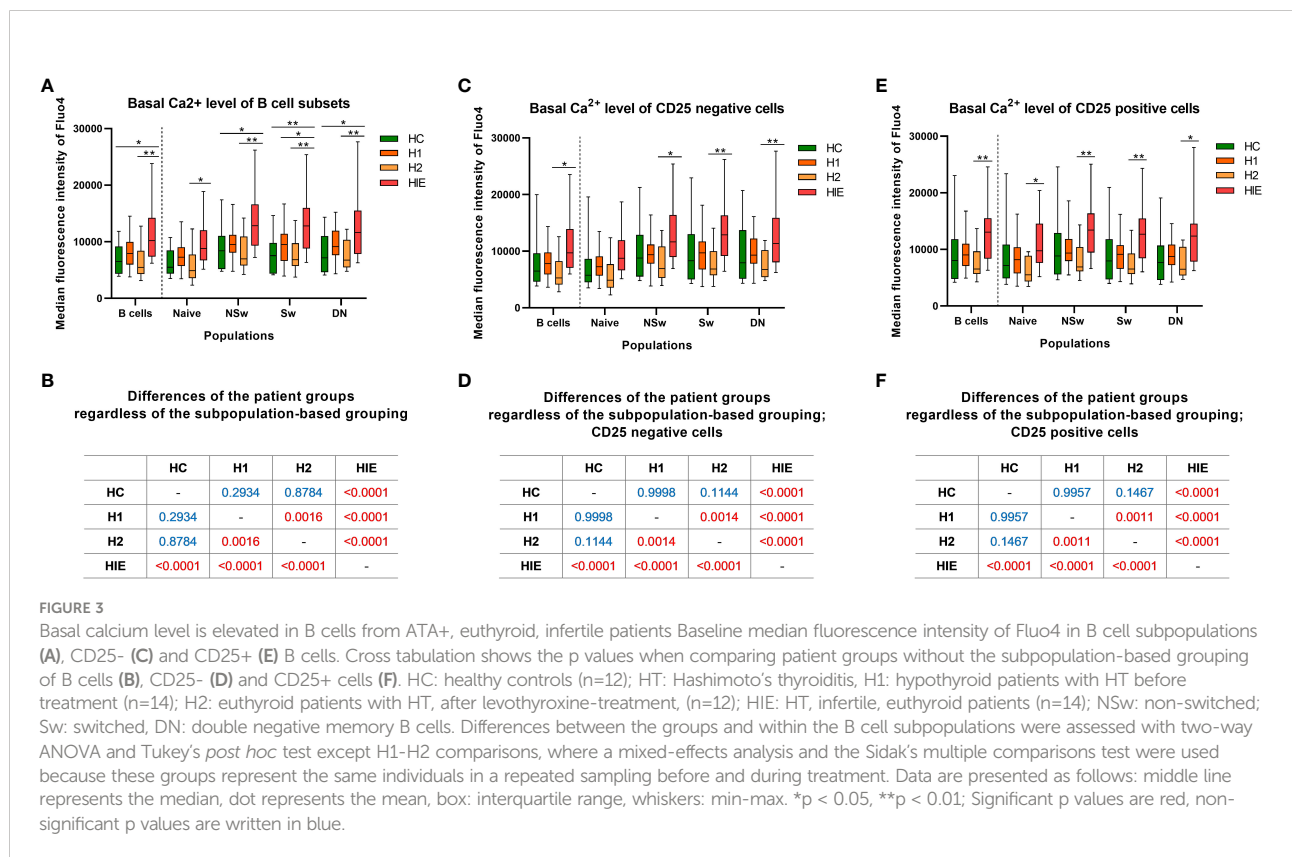 A
Basal Ca2+ level of B cell subsets
Median fluorescence intensity of Fluo4
30000
20000
10000
0
B cells Naive NSw Sw DN
Populations
* ** * * ** ** * ** * **
HC
H1
H2
HIE
C
Basal Ca²⁺ level of CD25 negative cells
Median fluorescence intensity of Fluo4
30000
20000
10000
0
B cells Naive NSw Sw DN
Populations
* * ** **
HC
H1
H2
HIE
E
Basal Ca²⁺ level of CD25 positive cells
Median fluorescence intensity of Fluo4
30000
20000
10000
0
B cells Naive NSw Sw DN
Populations
** * ** ** *
HC
H1
H2
HIE
B
Differences of the patient groups
regardless of the subpopulation-based grouping
HC H1 H2 HIE
HC - 0.2934 0.8784 <0.0001
H1 0.2934 - 0.0016 <0.0001
H2 0.8784 0.0016 - <0.0001
HIE <0.0001 <0.0001 <0.0001 -
D
Differences of the patient groups
regardless of the subpopulation-based grouping;
CD25 negative cells
HC H1 H2 HIE
HC - 0.9998 0.1144 <0.0001
H1 0.9998 - 0.0014 <0.0001
H2 0.1144 0.0014 - <0.0001
HIE <0.0001 <0.0001 <0.0001 -
F
Differences of the patient groups
regardless of the subpopulation-based grouping;
CD25 positive cells
HC H1 H2 HIE
HC - 0.9957 0.1467 <0.0001
H1 0.9957 - 0.0011 <0.0001
H2 0.1467 0.0011 - <0.0001
HIE <0.0001 <0.0001 <0.0001 -
FIGURE 3
Basal calcium level is elevated in B cells from ATA+, euthyroid, infertile patients Baseline median fluorescence intensity of Fluo4 in B cell subpopulations
(A), CD25- (C) and CD25+ (E) B cells. Cross tabulation shows the p values when comparing patient groups without the subpopulation-based grouping
of B cells (B), CD25- (D) and CD25+ cells (F). HC: healthy controls (n=12); HT: Hashimoto's thyroiditis, H1: hypothyroid patients with HT before
treatment (n=14); H2: euthyroid patients with HT, after levothyroxine-treatment, (n=12); HIE: HT, infertile, euthyroid patients (n=14); NSw: non-switched;
Sw: switched, DN: double negative memory B cells. Differences between the groups and within the B cell subpopulations were assessed with two-way
ANOVA and Tukey's post hoc test except H1-H2 comparisons, where a mixed-effects analysis and the Sidak's multiple comparisons test were used
because these groups represent the same individuals in a repeated sampling before and during treatment. Data are presented as follows: middle line
represents the median, dot represents the mean, box: interquartile range, whiskers: min-max. *p < 0.05, **p < 0.01; Significant p values are red, non-
significant p values are written in blue.